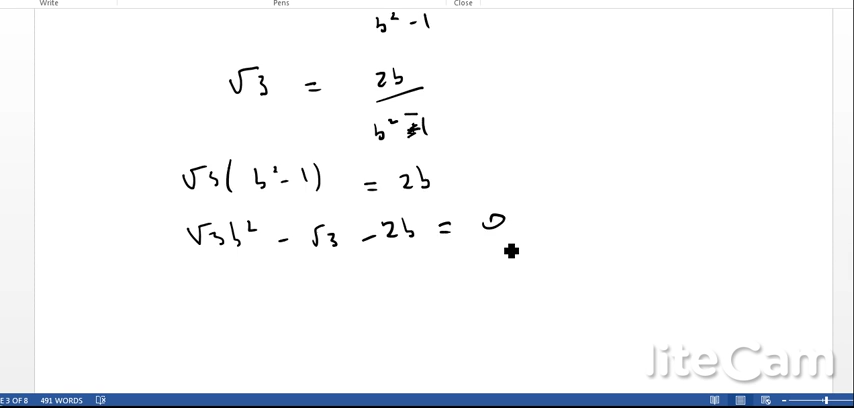 Write Pens Close
b² - 1
√3 = 2b / b² - 1
√3( b² - 1) = 2b
√3b² - √3 - 2b = 0
liteCam
E 3 OF 8 491 WORDS